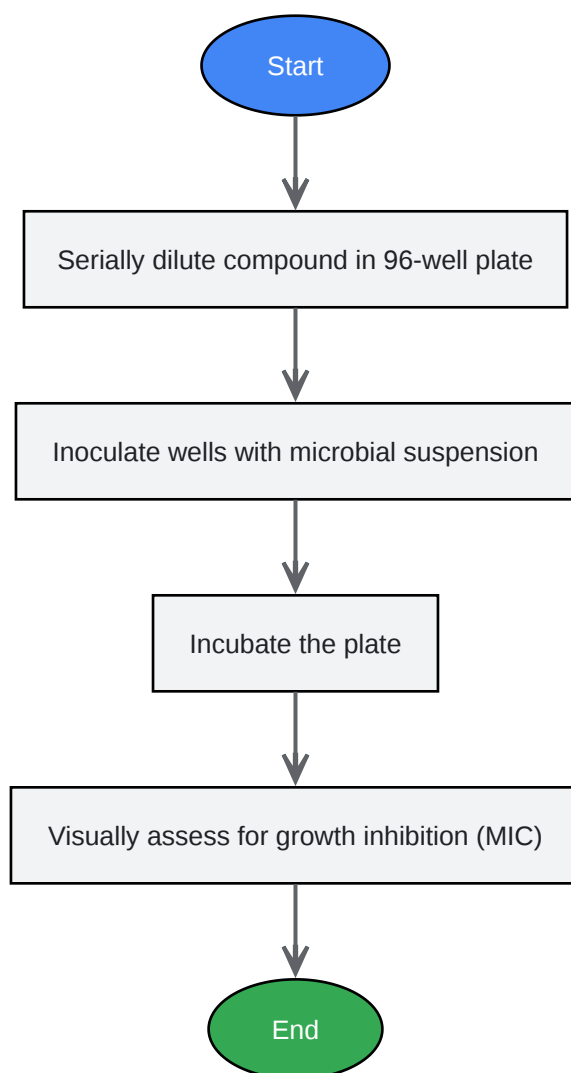 Start
Serially dilute compound in 96-well plate
Inoculate wells with microbial suspension
Incubate the plate
Visually assess for growth inhibition (MIC)
End